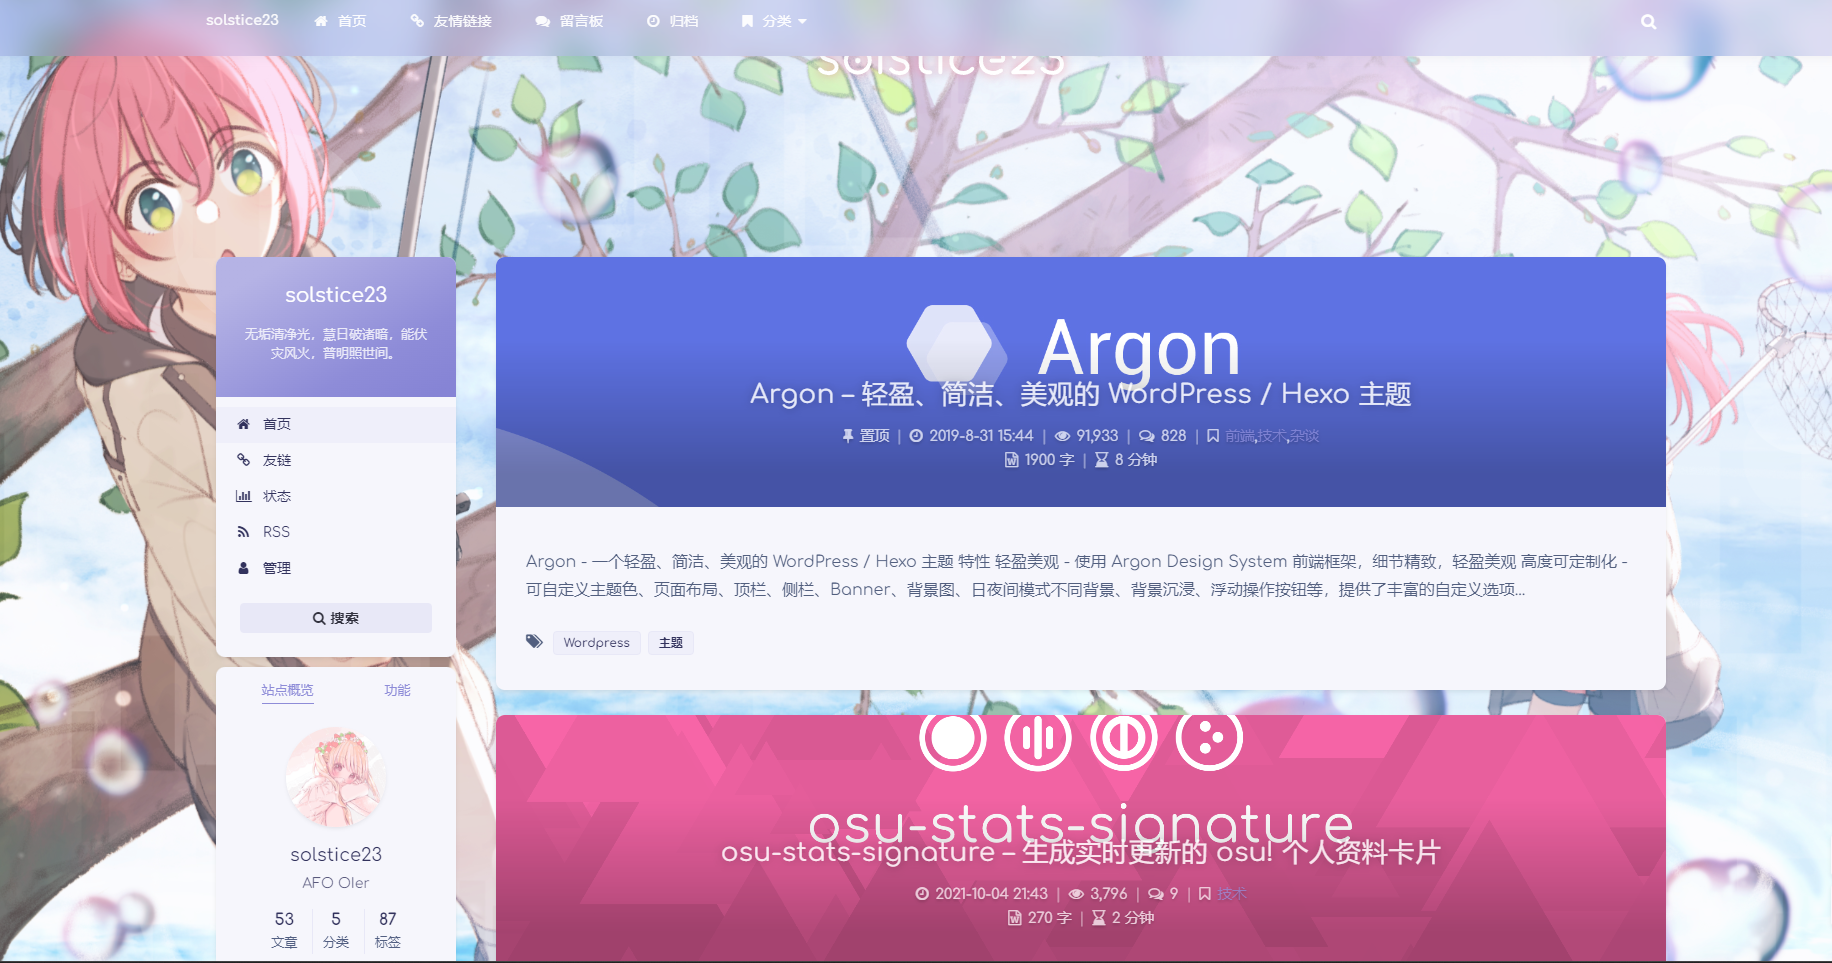 solstice23 首页 友情链接 留言板 归档 分类
solstice23
solstice23
无垢清净光，慧日破诸暗，能伏
灾风火，普明照世间。
首页
友链
状态
RSS
管理
搜索
站点概览 功能
solstice23
AFO OIer
53 5 87
文章 分类 标签
Argon
Argon – 轻盈、简洁、美观的 WordPress / Hexo 主题
置顶 | 2019-8-31 15:44 | 91,933 | 828 | 前端,技术,杂谈
1900 字 | 8 分钟
Argon - 一个轻盈、简洁、美观的 WordPress / Hexo 主题 特性 轻盈美观 - 使用 Argon Design System 前端框架，细节精致，轻盈美观 高度可定制化 -
可自定义主题色、页面布局、顶栏、侧栏、Banner、背景图、日夜间模式不同背景、背景沉浸、浮动操作按钮等，提供了丰富的自定义选项...
Wordpress 主题
osu-stats-signature
osu-stats-signature – 生成实时更新的 osu! 个人资料卡片
2021-10-04 21:43 | 3,796 | 9 | 技术
270 字 | 2 分钟